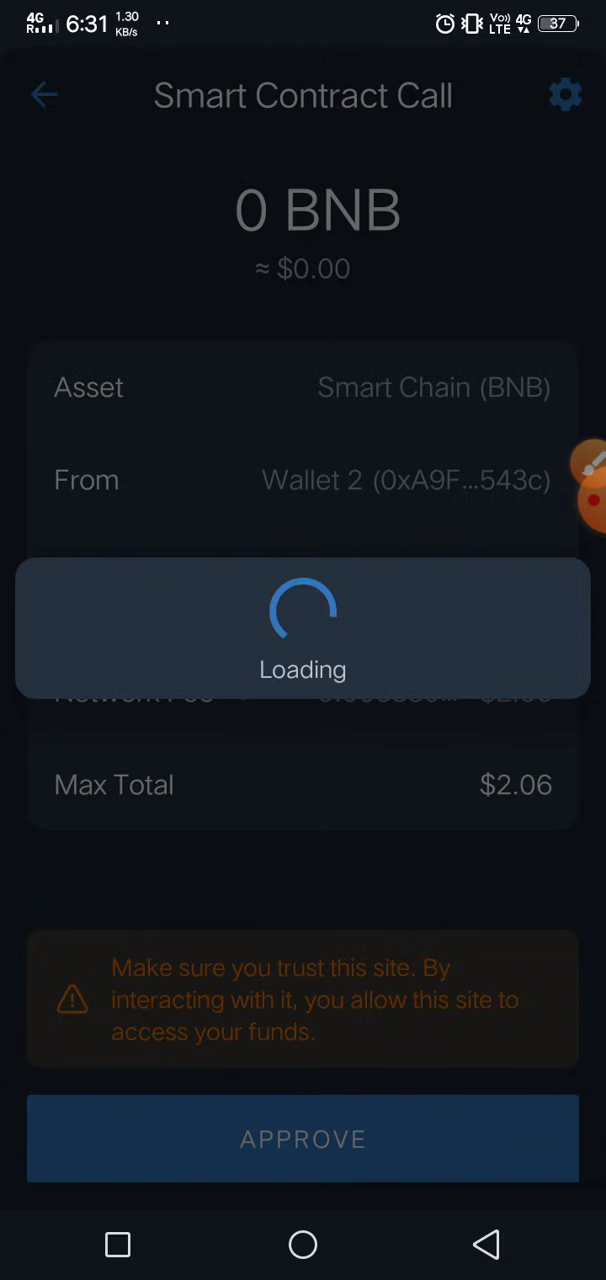 4G
R 6:31 1.30 KB/s ··
Vo) LTE 4G 37
Smart Contract Call
0 BNB
≈ $0.00
Asset Smart Chain (BNB)
From Wallet 2 (0xA9F...543c)
Loading
Network Fee
Max Total $2.06
Make sure you trust this site. By
interacting with it, you allow this site to
access your funds.
APPROVE